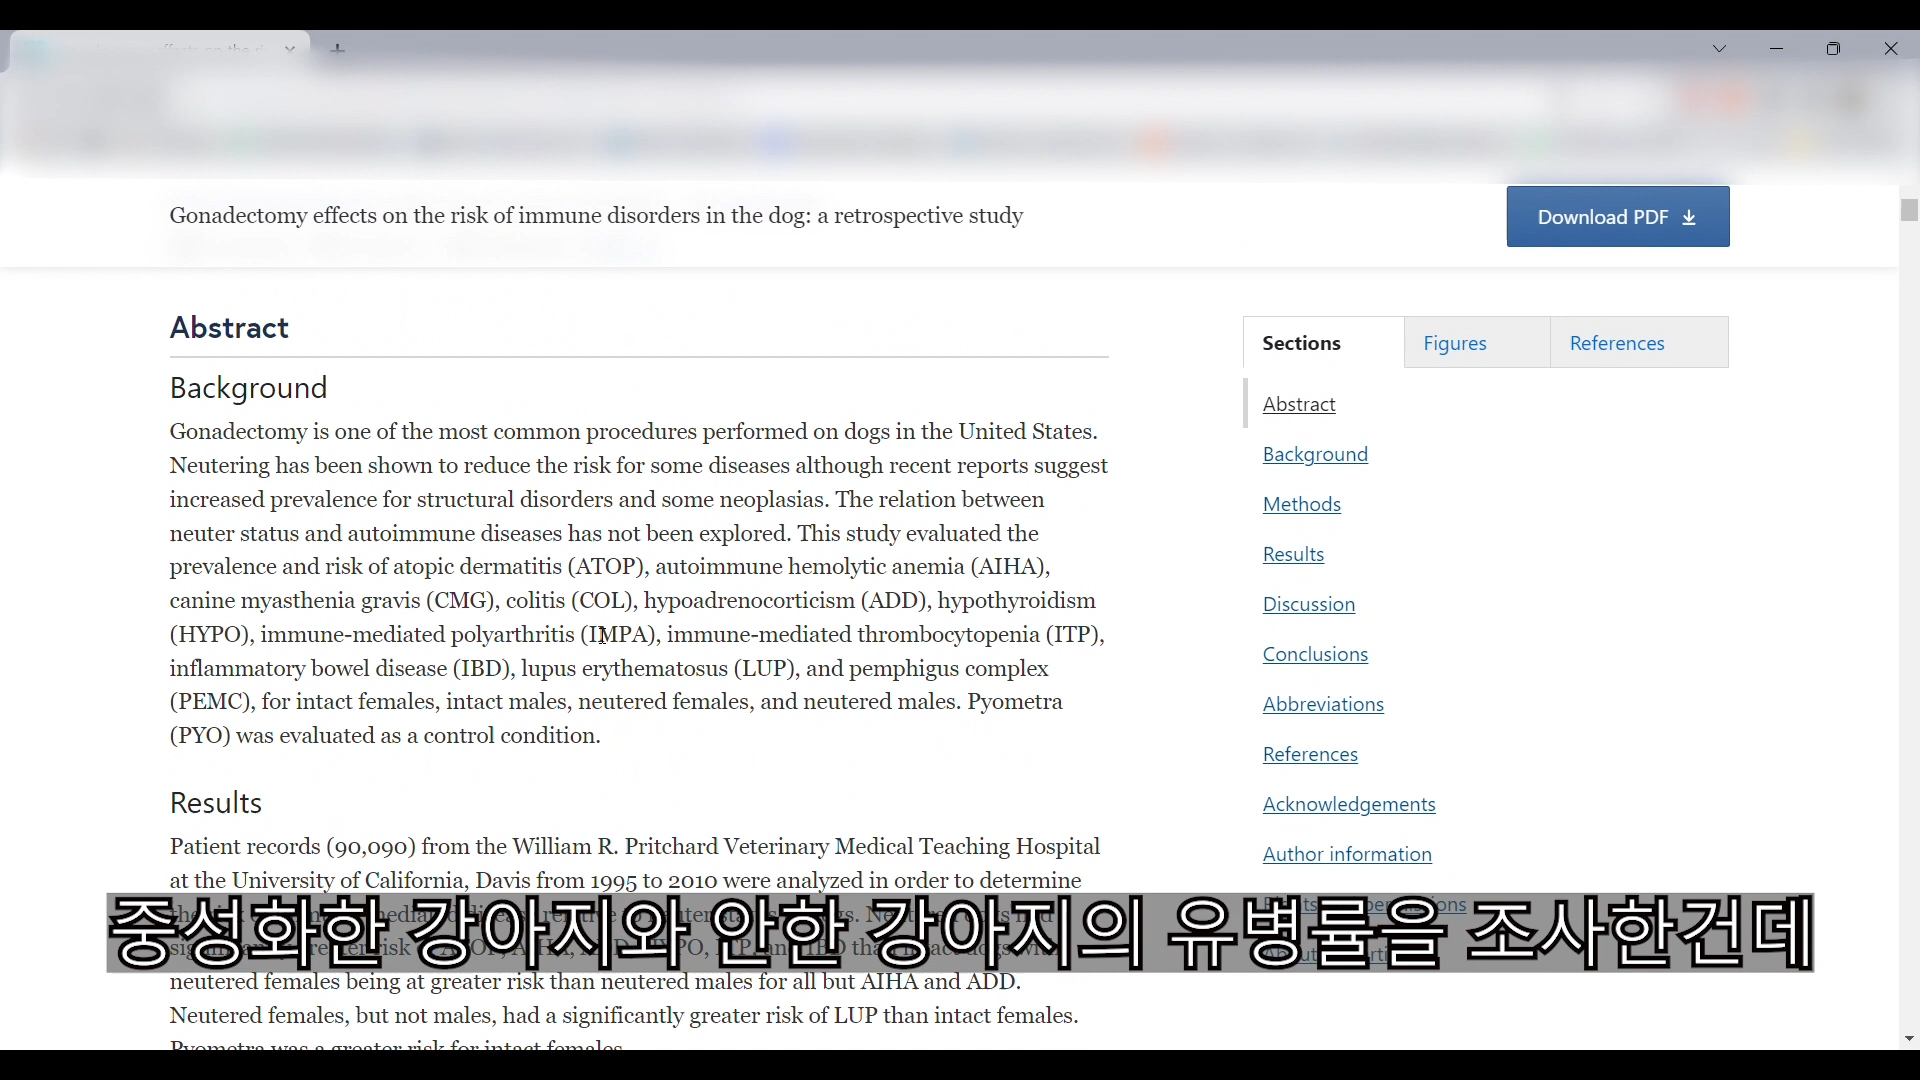 Gonadectomy effects on the risk of immune disorders in the dog: a retrospective study
Download PDF
Abstract
Background
Gonadectomy is one of the most common procedures performed on dogs in the United States.
Neutering has been shown to reduce the risk for some diseases although recent reports suggest
increased prevalence for structural disorders and some neoplasias. The relation between
neuter status and autoimmune diseases has not been explored. This study evaluated the
prevalence and risk of atopic dermatitis (ATOP), autoimmune hemolytic anemia (AIHA),
canine myasthenia gravis (CMG), colitis (COL), hypoadrenocorticism (ADD), hypothyroidism
(HYPO), immune-mediated polyarthritis (IMPA), immune-mediated thrombocytopenia (ITP),
inflammatory bowel disease (IBD), lupus erythematosus (LUP), and pemphigus complex
(PEMC), for intact females, intact males, neutered females, and neutered males. Pyometra
(PYO) was evaluated as a control condition.
Results
Patient records (90,090) from the William R. Pritchard Veterinary Medical Teaching Hospital
at the University of California, Davis from 1995 to 2010 were analyzed in order to determine
neutered females being at greater risk than neutered males for all but AIHA and ADD.
Neutered females, but not males, had a significantly greater risk of LUP than intact females.
Pyometra was a greater risk for intact females
Sections
Figures
References
Abstract
Background
Methods
Results
Discussion
Conclusions
Abbreviations
References
Acknowledgements
Author information
중성화한 강아지와 안한 강아지의 유병률을 조사한건데